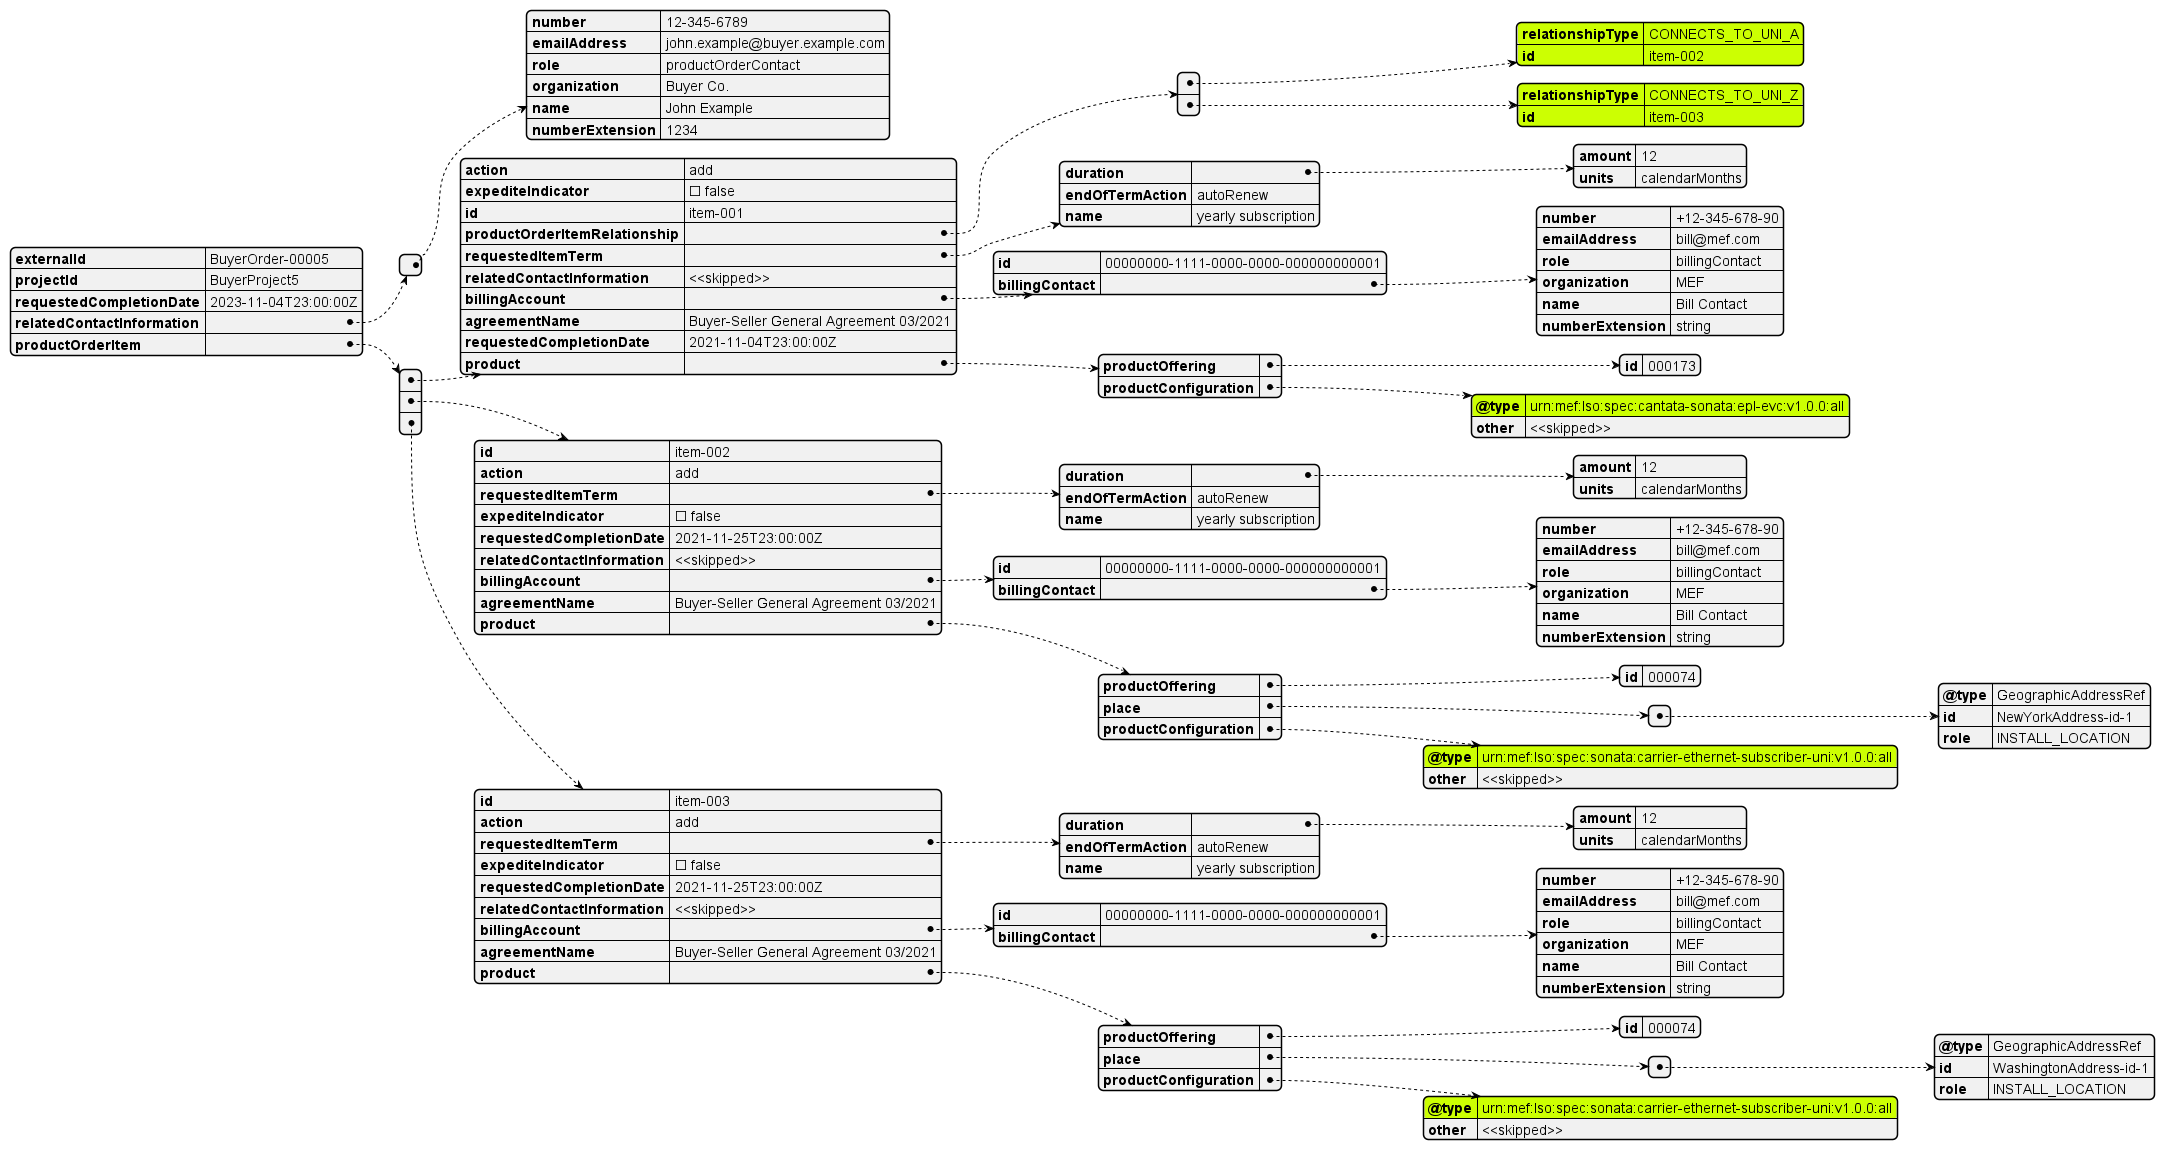 externalId BuyerOrder-00005
projectId BuyerProject5
requestedCompletionDate 2023-11-04T23:00:00Z
relatedContactInformation
productOrderItem
number 12-345-6789
emailAddress john.example@buyer.example.com
role productOrderContact
organization Buyer Co.
name John Example
numberExtension 1234
action add
expediteIndicator ☐ false
id item-001
productOrderItemRelationship
requestedItemTerm
relatedContactInformation <<skipped>>
billingAccount
agreementName Buyer-Seller General Agreement 03/2021
requestedCompletionDate 2021-11-04T23:00:00Z
product
relationshipType CONNECTS_TO_UNI_A
id item-002
relationshipType CONNECTS_TO_UNI_Z
id item-003
duration
endOfTermAction autoRenew
name yearly subscription
amount 12
units calendarMonths
id 00000000-1111-0000-0000-000000000001
billingContact
number +12-345-678-90
emailAddress bill@mef.com
role billingContact
organization MEF
name Bill Contact
numberExtension string
productOffering
productConfiguration
id 000173
@type urn:mef:lso:spec:cantata-sonata:epl-evc:v1.0.0:all
other <<skipped>>
id item-002
action add
requestedItemTerm
expediteIndicator ☐ false
requestedCompletionDate 2021-11-25T23:00:00Z
relatedContactInformation <<skipped>>
billingAccount
agreementName Buyer-Seller General Agreement 03/2021
product
duration
endOfTermAction autoRenew
name yearly subscription
amount 12
units calendarMonths
id 00000000-1111-0000-0000-000000000001
billingContact
number +12-345-678-90
emailAddress bill@mef.com
role billingContact
organization MEF
name Bill Contact
numberExtension string
productOffering
place
productConfiguration
id 000074
@type GeographicAddressRef
id NewYorkAddress-id-1
role INSTALL_LOCATION
@type urn:mef:lso:spec:sonata:carrier-ethernet-subscriber-uni:v1.0.0:all
other <<skipped>>
id item-003
action add
requestedItemTerm
expediteIndicator ☐ false
requestedCompletionDate 2021-11-25T23:00:00Z
relatedContactInformation <<skipped>>
billingAccount
agreementName Buyer-Seller General Agreement 03/2021
product
duration
endOfTermAction autoRenew
name yearly subscription
amount 12
units calendarMonths
id 00000000-1111-0000-0000-000000000001
billingContact
number +12-345-678-90
emailAddress bill@mef.com
role billingContact
organization MEF
name Bill Contact
numberExtension string
productOffering
place
productConfiguration
id 000074
@type GeographicAddressRef
id WashingtonAddress-id-1
role INSTALL_LOCATION
@type urn:mef:lso:spec:sonata:carrier-ethernet-subscriber-uni:v1.0.0:all
other <<skipped>>